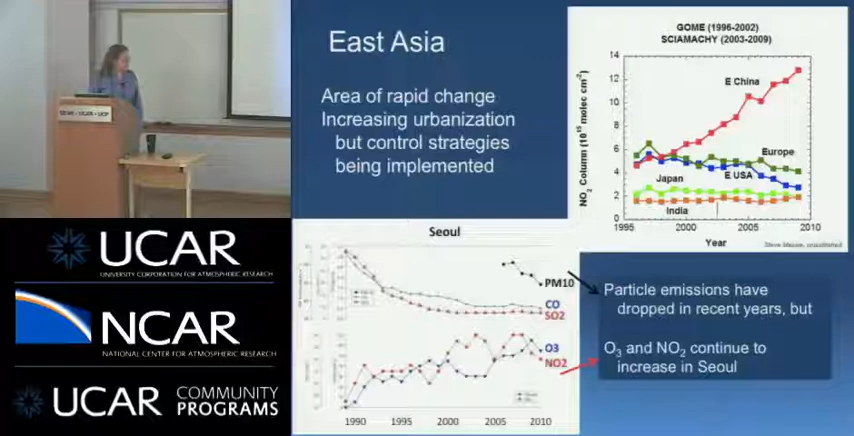 East Asia
Area of rapid change
Increasing urbanization
but control strategies
being implemented
GOME (1996-2002)
SCIAMACHY (2003-2009)
NO2 Column (10^15 molec cm^-2)
14
12
10
8
6
4
2
0
E China
Europe
E USA
Japan
India
1995
2000
2005
2010
Year
UCAR
UNIVERSITY CORPORATION FOR ATMOSPHERIC RESEARCH
NCAR
NATIONAL CENTER FOR ATMOSPHERIC RESEARCH
UCAR COMMUNITY
PROGRAMS
Seoul
PM10
CO
SO2
O3
NO2
1990
1995
2000
2005
2010
Particle emissions have
dropped in recent years, but
O3 and NO2 continue to
increase in Seoul